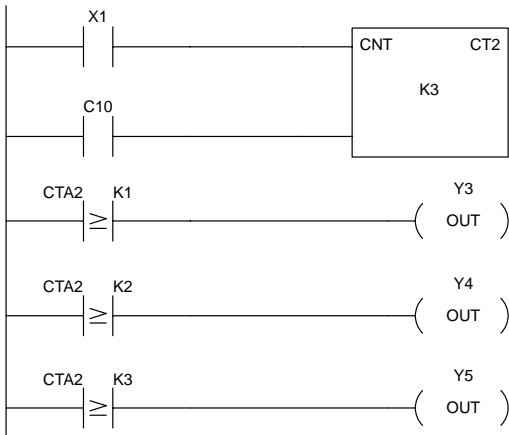 X1
CNT CT2
K3
C10
CTA2 ≥ K1
Y3
OUT
CTA2 ≥ K2
Y4
OUT
CTA2 ≥ K3
Y5
OUT